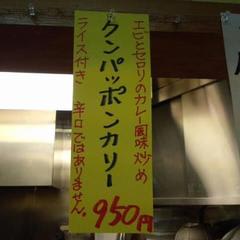 エビとセロリのカレー風味炒め
クンパッポンカリー
ライス付き 辛口ではありません。
950円